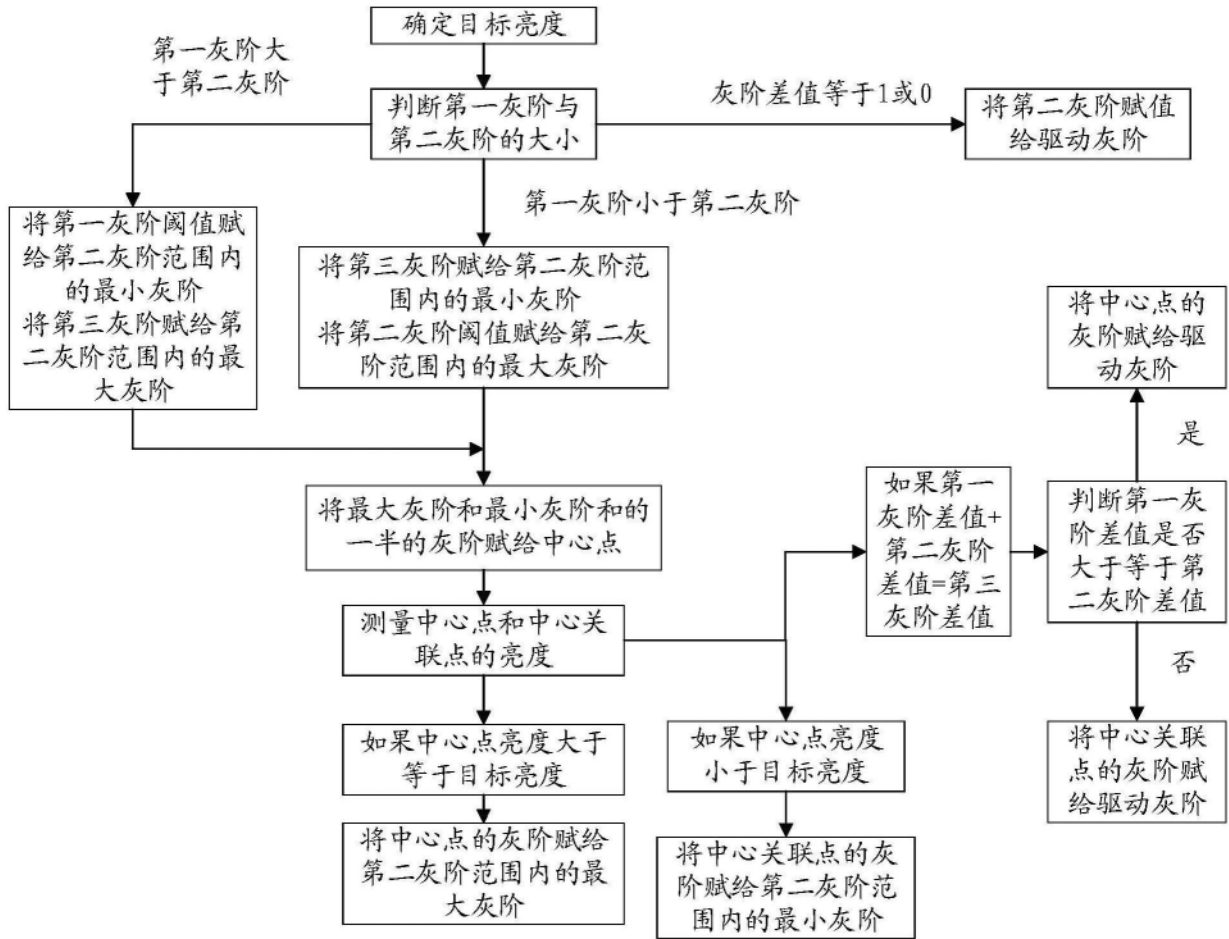 确定目标亮度
第一灰阶大
于第二灰阶
判断第一灰阶与
第二灰阶的大小
灰阶差值等于1或0
将第二灰阶赋值
给驱动灰阶
第一灰阶小于第二灰阶
将第一灰阶阈值赋
给第二灰阶范围内
的最小灰阶
将第三灰阶赋给第
二灰阶范围内的最
大灰阶
将第三灰阶赋给第二灰阶范
围内的最小灰阶
将第二灰阶阈值赋给第二灰
阶范围内的最大灰阶
将最大灰阶和最小灰阶和的
一半的灰阶赋给中心点
测量中心点和中心关
联点的亮度
如果中心点亮度大于
等于目标亮度
将中心点的灰阶赋给
第二灰阶范围内的最
大灰阶
如果中心点亮度
小于目标亮度
将中心关联点的灰
阶赋给第二灰阶范
围内的最小灰阶
如果第一
灰阶差值+
第二灰阶
差值=第三
灰阶差值
判断第一灰
阶差值是否
大于等于第
二灰阶差值
是
将中心点的
灰阶赋给驱
动灰阶
否
将中心关联
点的灰阶赋
给驱动灰阶